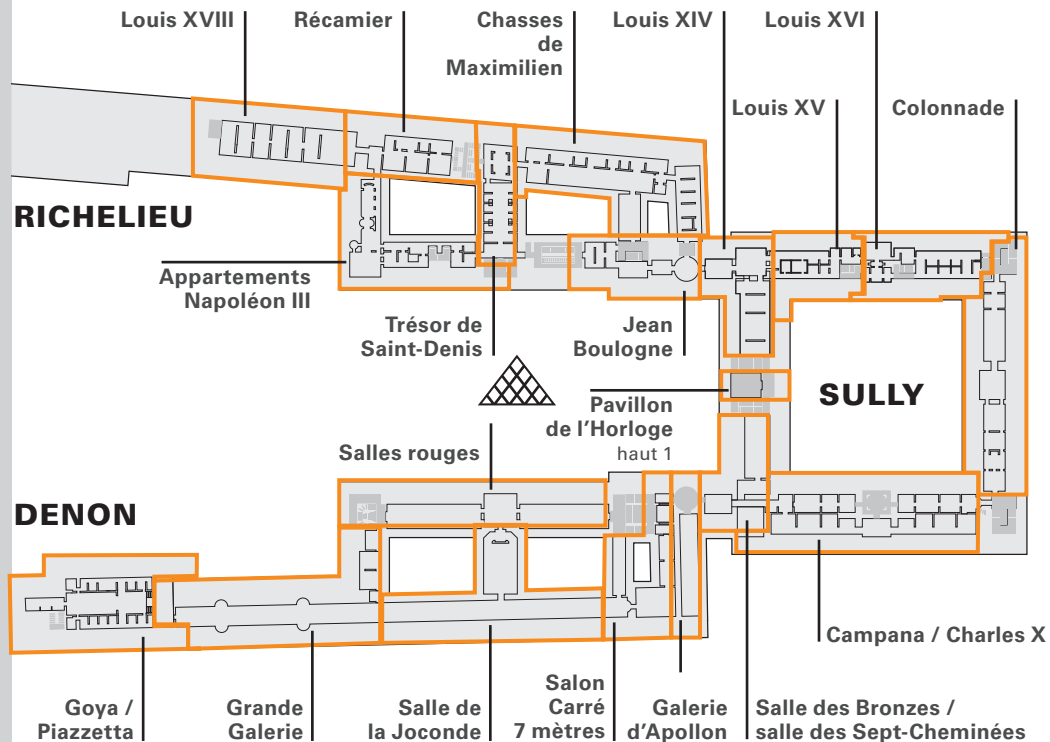 Louis XVIII
Récamier
Chasses
de
Maximilien
Louis XIV
Louis XVI
Louis XV
Colonnade
RICHELIEU
Appartements
Napoléon III
Trésor de
Saint-Denis
Jean
Boulogne
Pavillon
de l’Horloge
haut 1
SULLY
Salles rouges
DENON
Campana / Charles X
Goya /
Piazzetta
Grande
Galerie
Salle de
la Joconde
Salon
Carré
7 mètres
Galerie
d’Apollon
Salle des Bronzes /
salle des Sept-Cheminées